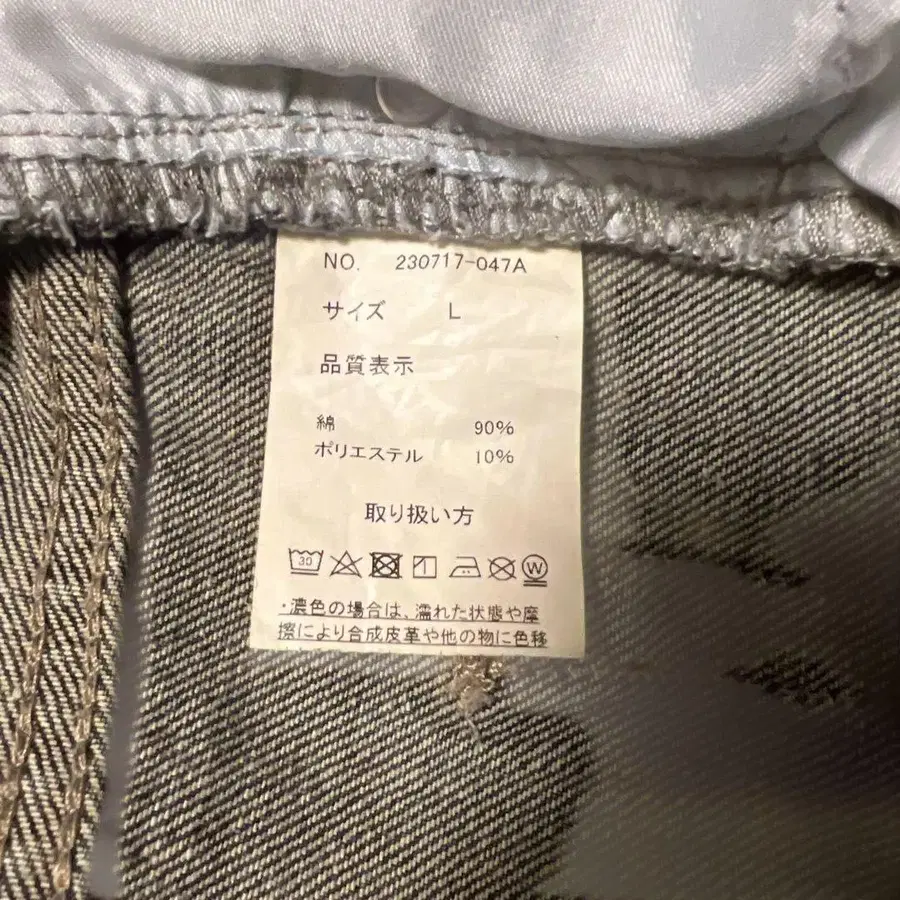 NO. 230717-047A
サイズ L
品質表示
綿 90%
ポリエステル 10%
取り扱い方
30 W
・濃色の場合は、濡れた状態や摩
擦により合成皮革や他の物に色移